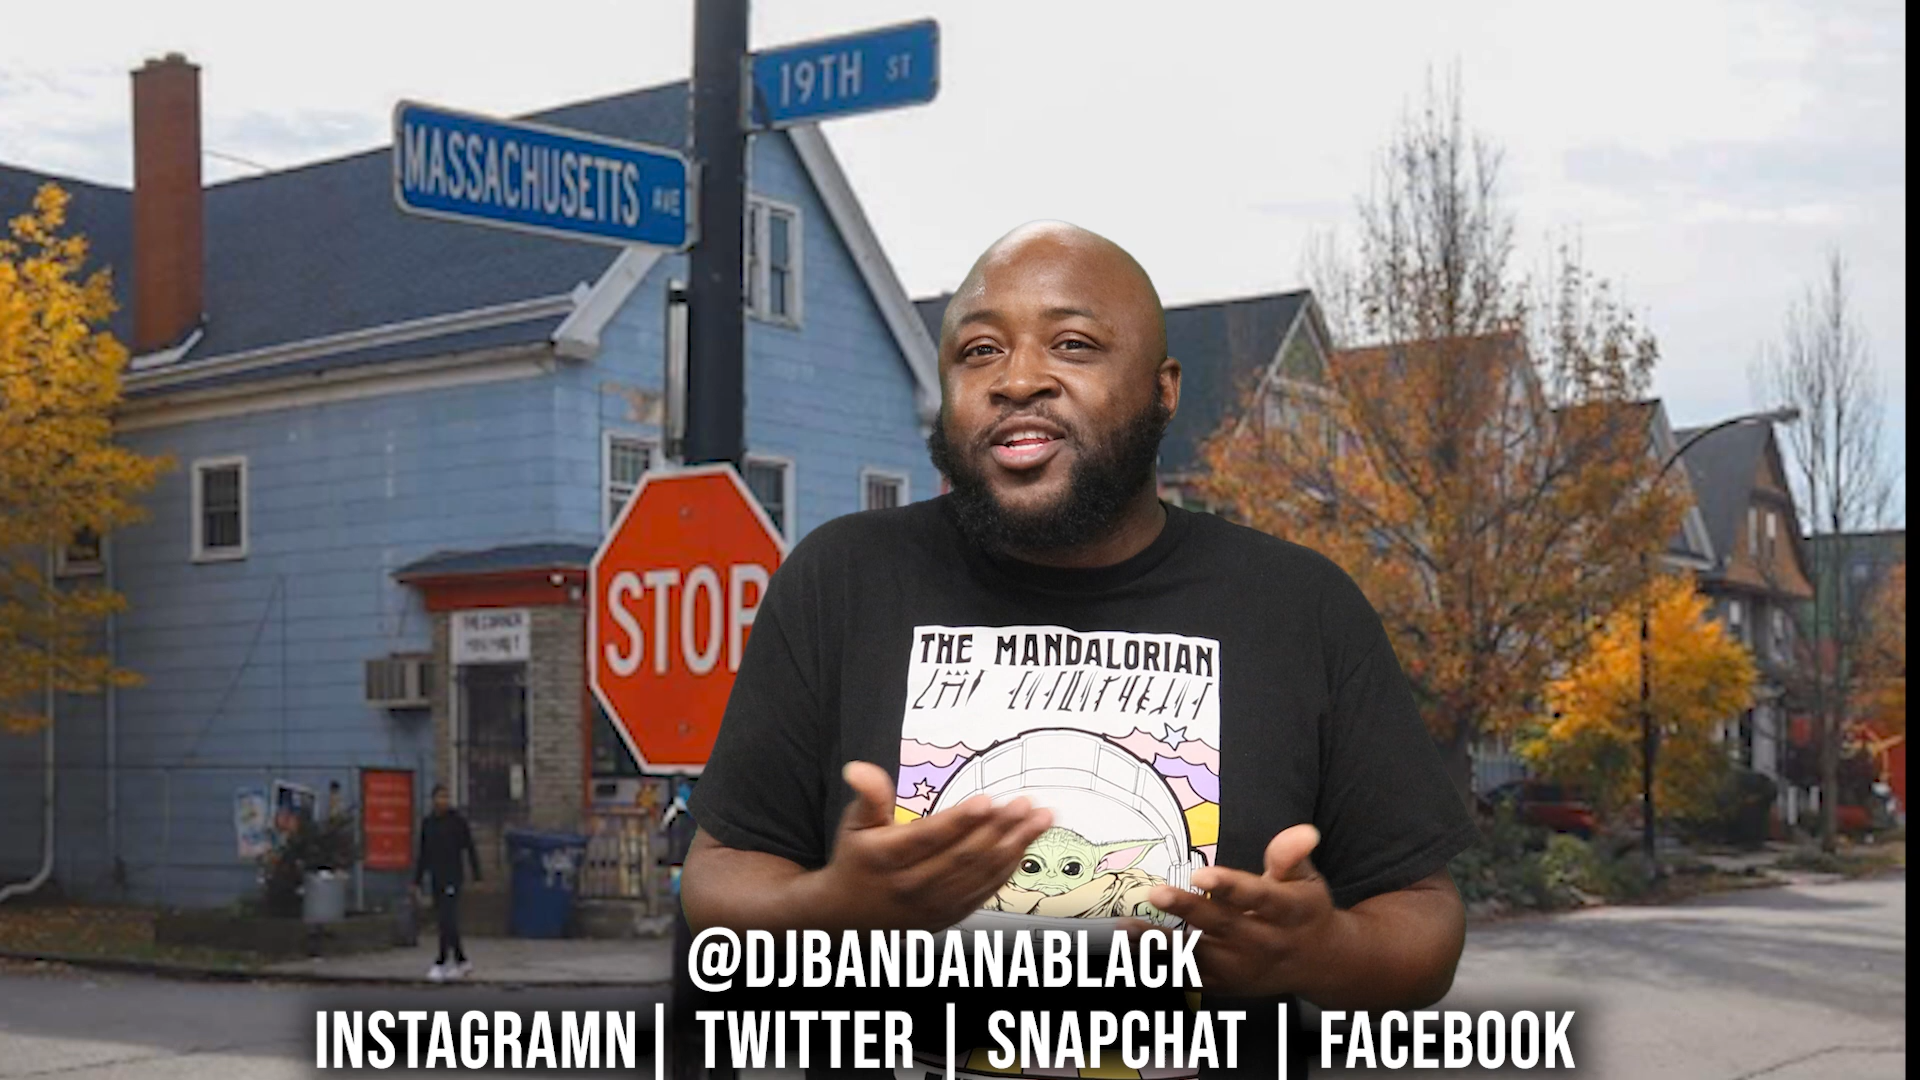 19TH ST
MASSACHUSETTS AVE
STOP
THE MANDALORIAN
@DJBANDANABLACK
INSTAGRAMN | TWITTER | SNAPCHAT | FACEBOOK